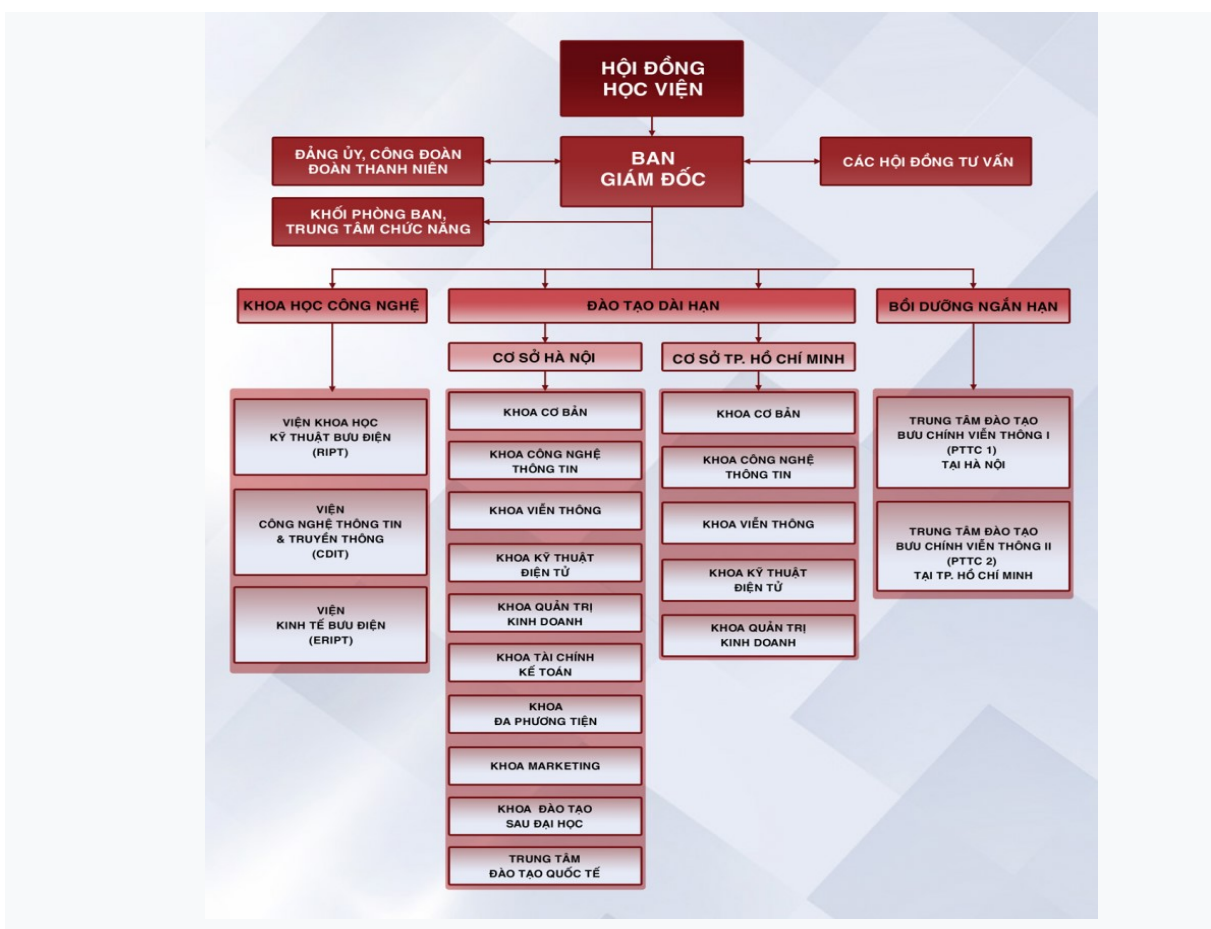 HỘI ĐỒNG
HỌC VIỆN
ĐẢNG ỦY, CÔNG ĐOÀN
ĐOÀN THANH NIÊN
BAN
GIÁM ĐỐC
CÁC HỘI ĐỒNG TƯ VẤN
KHỐI PHÒNG BAN,
TRUNG TÂM CHỨC NĂNG
KHOA HỌC CÔNG NGHỆ
ĐÀO TẠO DÀI HẠN
BỒI DƯỠNG NGẮN HẠN
CƠ SỞ HÀ NỘI
CƠ SỞ TP. HỒ CHÍ MINH
VIỆN KHOA HỌC
KỸ THUẬT BƯU ĐIỆN
(RIPT)
VIỆN
CÔNG NGHỆ THÔNG TIN
& TRUYỀN THÔNG
(CDIT)
VIỆN
KINH TẾ BƯU ĐIỆN
(ERIPT)
KHOA CƠ BẢN
KHOA CÔNG NGHỆ
THÔNG TIN
KHOA VIỄN THÔNG
KHOA KỸ THUẬT
ĐIỆN TỬ
KHOA QUẢN TRỊ
KINH DOANH
KHOA TÀI CHÍNH
KẾ TOÁN
KHOA
ĐA PHƯƠNG TIỆN
KHOA MARKETING
KHOA ĐÀO TẠO
SAU ĐẠI HỌC
TRUNG TÂM
ĐÀO TẠO QUỐC TẾ
KHOA CƠ BẢN
KHOA CÔNG NGHỆ
THÔNG TIN
KHOA VIỄN THÔNG
KHOA KỸ THUẬT
ĐIỆN TỬ
KHOA QUẢN TRỊ
KINH DOANH
TRUNG TÂM ĐÀO TẠO
BƯU CHÍNH VIỄN THÔNG I
(PTTC 1)
TẠI HÀ NỘI
TRUNG TÂM ĐÀO TẠO
BƯU CHÍNH VIỄN THÔNG II
(PTTC 2)
TẠI TP. HỒ CHÍ MINH